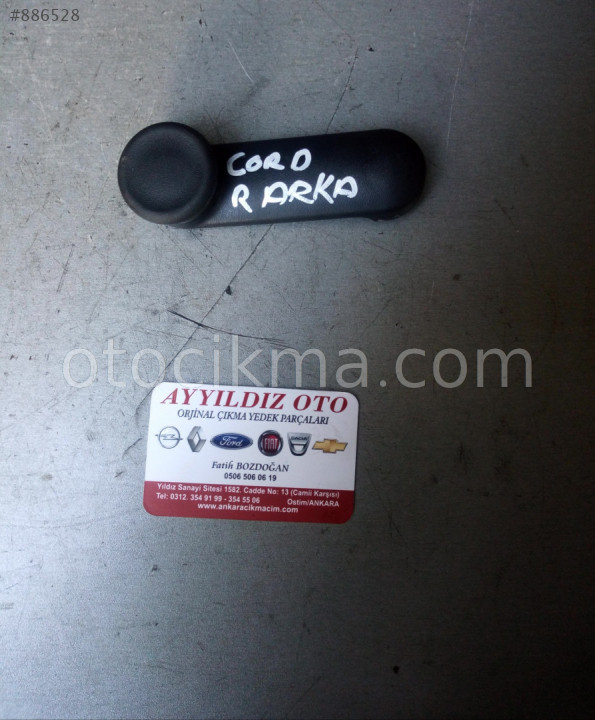 #886528
CORD
R ARKA
otocikma.com
AYYILDIZ OTO
ORJİNAL ÇIKMA YEDEK PARÇALARI
Ford
FIAT
Fatih BOZDOĞAN
0506 506 06 19
Yıldız Sanayi Sitesi 1582. Cadde No: 13 (Camii Karşısı)
Tel: 0312. 354 91 99 - 354 55 06 Ostim/ANKARA
www.ankaracikmacim.com